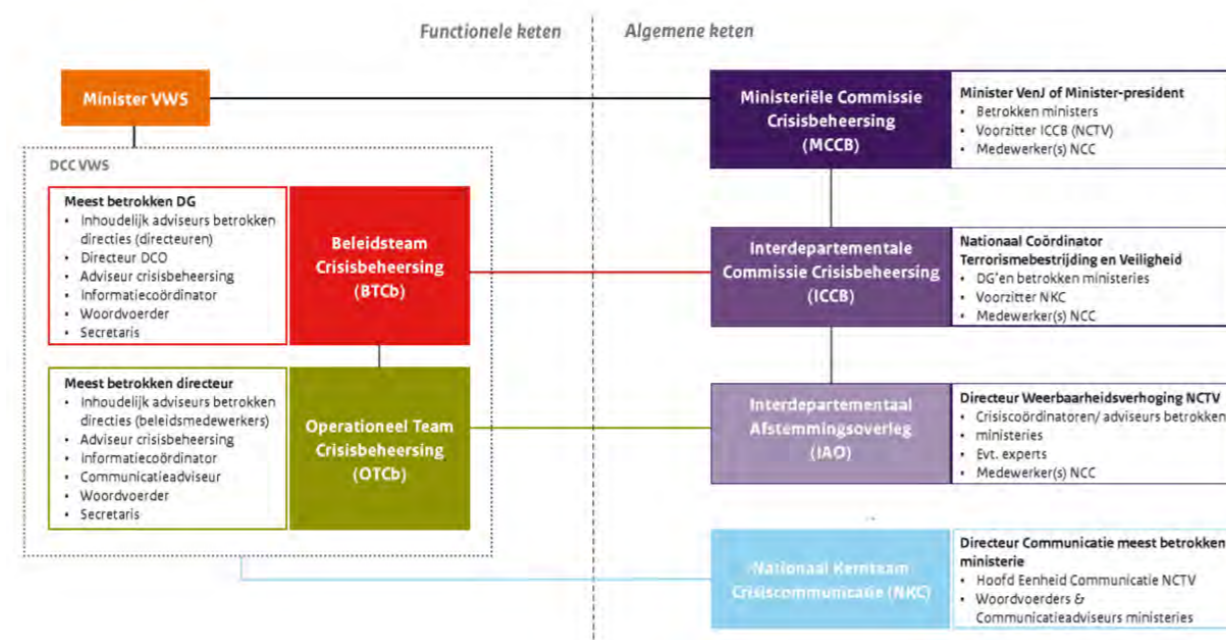 Functionele keten
Algemene keten
Minister VWS
DCC VWS
Meest betrokken DG
• Inhoudelijk adviseurs betrokken
directies (directeuren)
• Directeur DCO
• Adviseur crisisbeheersing
• Informatiecoördinator
• Woordvoerder
• Secretaris
Beleidsteam
Crisisbeheersing
(BTCb)
Meest betrokken directeur
• Inhoudelijk adviseurs betrokken
directies (beleidsmedewerkers)
• Adviseur crisisbeheersing
• Informatiecoördinator
• Communicatieadviseur
• Woordvoerder
• Secretaris
Operationeel Team
Crisisbeheersing
(OTCb)
Ministeriële Commissie
Crisisbeheersing
(MCCB)
Minister VenJ of Minister-president
• Betrokken ministers
• Voorzitter ICCB (NCTV)
• Medewerker(s) NCC
Interdepartementale
Commissie Crisisbeheersing
(ICCB)
Nationaal Coördinator
Terrorismebestrijding en Veiligheid
• DG'en betrokken ministeries
• Voorzitter NKC
• Medewerker(s) NCC
Interdepartementaal
Afstemmingsoverleg
(IAO)
Directeur Weerbaarheidsverhoging NCTV
• Crisiscoördinatoren/ adviseurs betrokken
• ministeries
• Evt. experts
• Medewerker(s) NCC
Nationaal Kernteam
Crisiscommunicatie (NKC)
Directeur Communicatie meest betrokken
ministerie
• Hoofd Eenheid Communicatie NCTV
• Woordvoerders &
Communicatieadviseurs ministeries